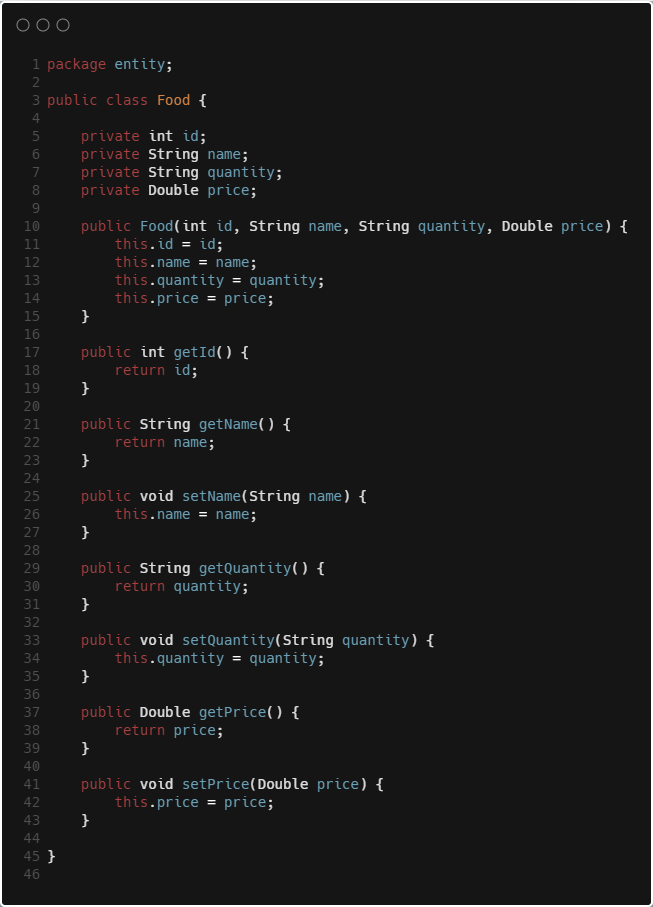 1 package entity;
2
3 public class Food {
4
5     private int id;
6     private String name;
7     private String quantity;
8     private Double price;
9
10     public Food(int id, String name, String quantity, Double price) {
11         this.id = id;
12         this.name = name;
13         this.quantity = quantity;
14         this.price = price;
15     }
16
17     public int getId() {
18         return id;
19     }
20
21     public String getName() {
22         return name;
23     }
24
25     public void setName(String name) {
26         this.name = name;
27     }
28
29     public String getQuantity() {
30         return quantity;
31     }
32
33     public void setQuantity(String quantity) {
34         this.quantity = quantity;
35     }
36
37     public Double getPrice() {
38         return price;
39     }
40
41     public void setPrice(Double price) {
42         this.price = price;
43     }
44
45 }
46